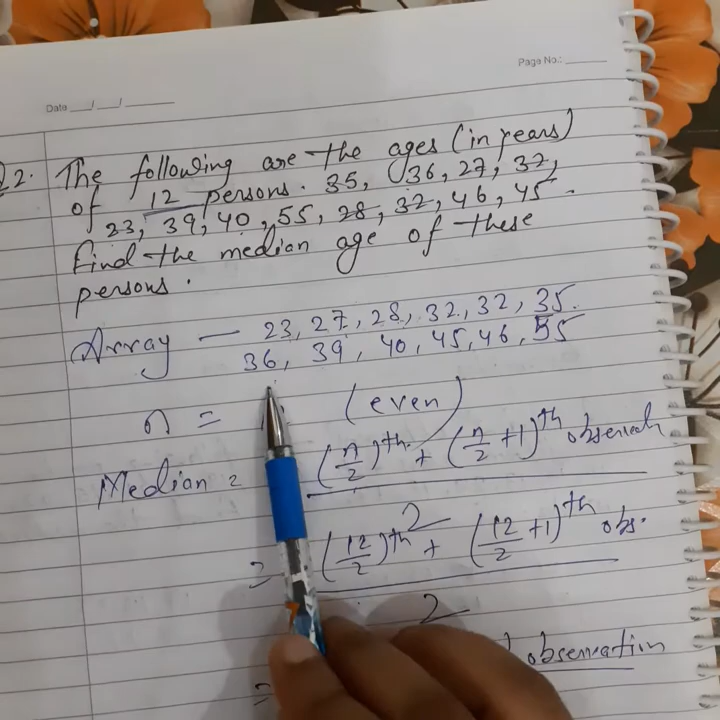 Page No.:
Date
Q2. The following are the ages (in years)
of 12 persons. 35, 36, 27, 32,
23, 39, 40, 55, 28, 32, 46, 45.
Find the median age of these
persons.
Array — 23, 27, 28, 32, 32, 35.
36, 39, 40, 45, 46, 55
n = (even)
Median = (n/2)th + (n/2 + 1)th
2
= (12/2)th + (12/2 + 1)th obs.
2
observation
=